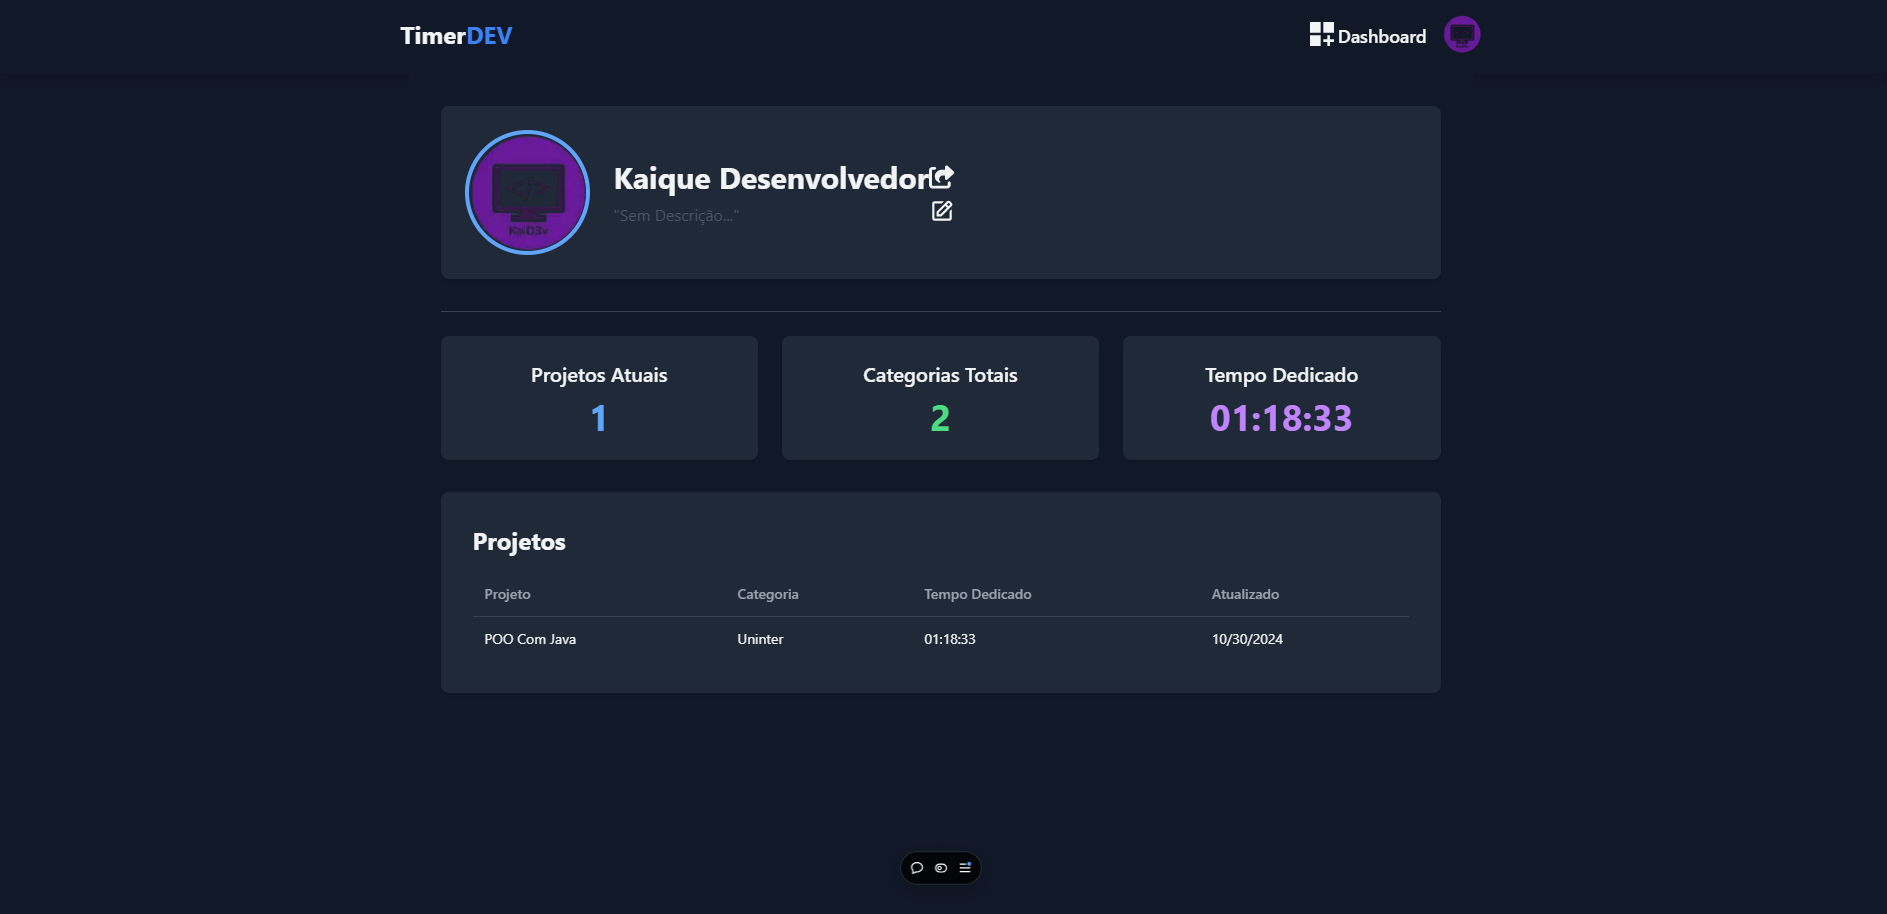 TimerDEV
Dashboard
Kaique Desenvolvedor
"Sem Descrição..."
KaiD3v
Projetos Atuais
1
Categorias Totais
2
Tempo Dedicado
01:18:33
Projetos
Projeto Categoria Tempo Dedicado Atualizado
POO Com Java Uninter 01:18:33 10/30/2024